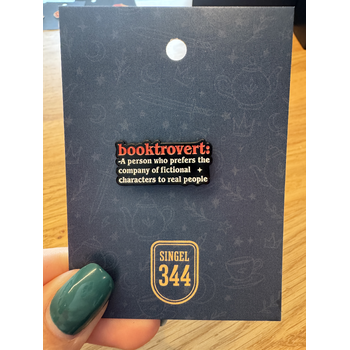 booktrovert:
-A person who prefers the
company of fictional
characters to real people
SINGEL
344